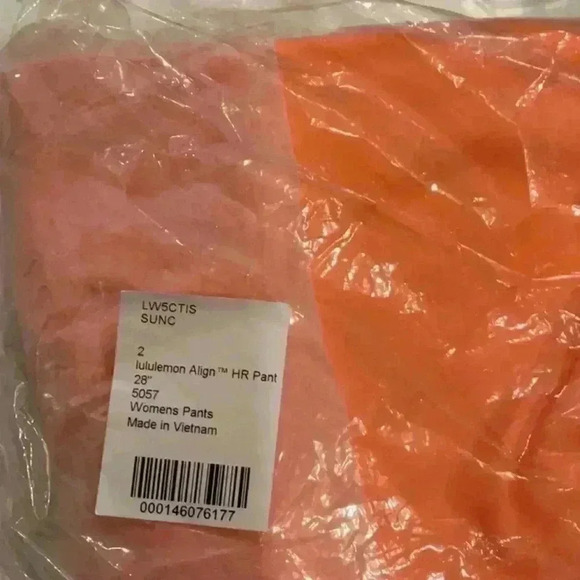 LW5CTIS
SUNC
2
lululemon Align™ HR Pant
28"
5057
Womens Pants
Made in Vietnam
000146076177